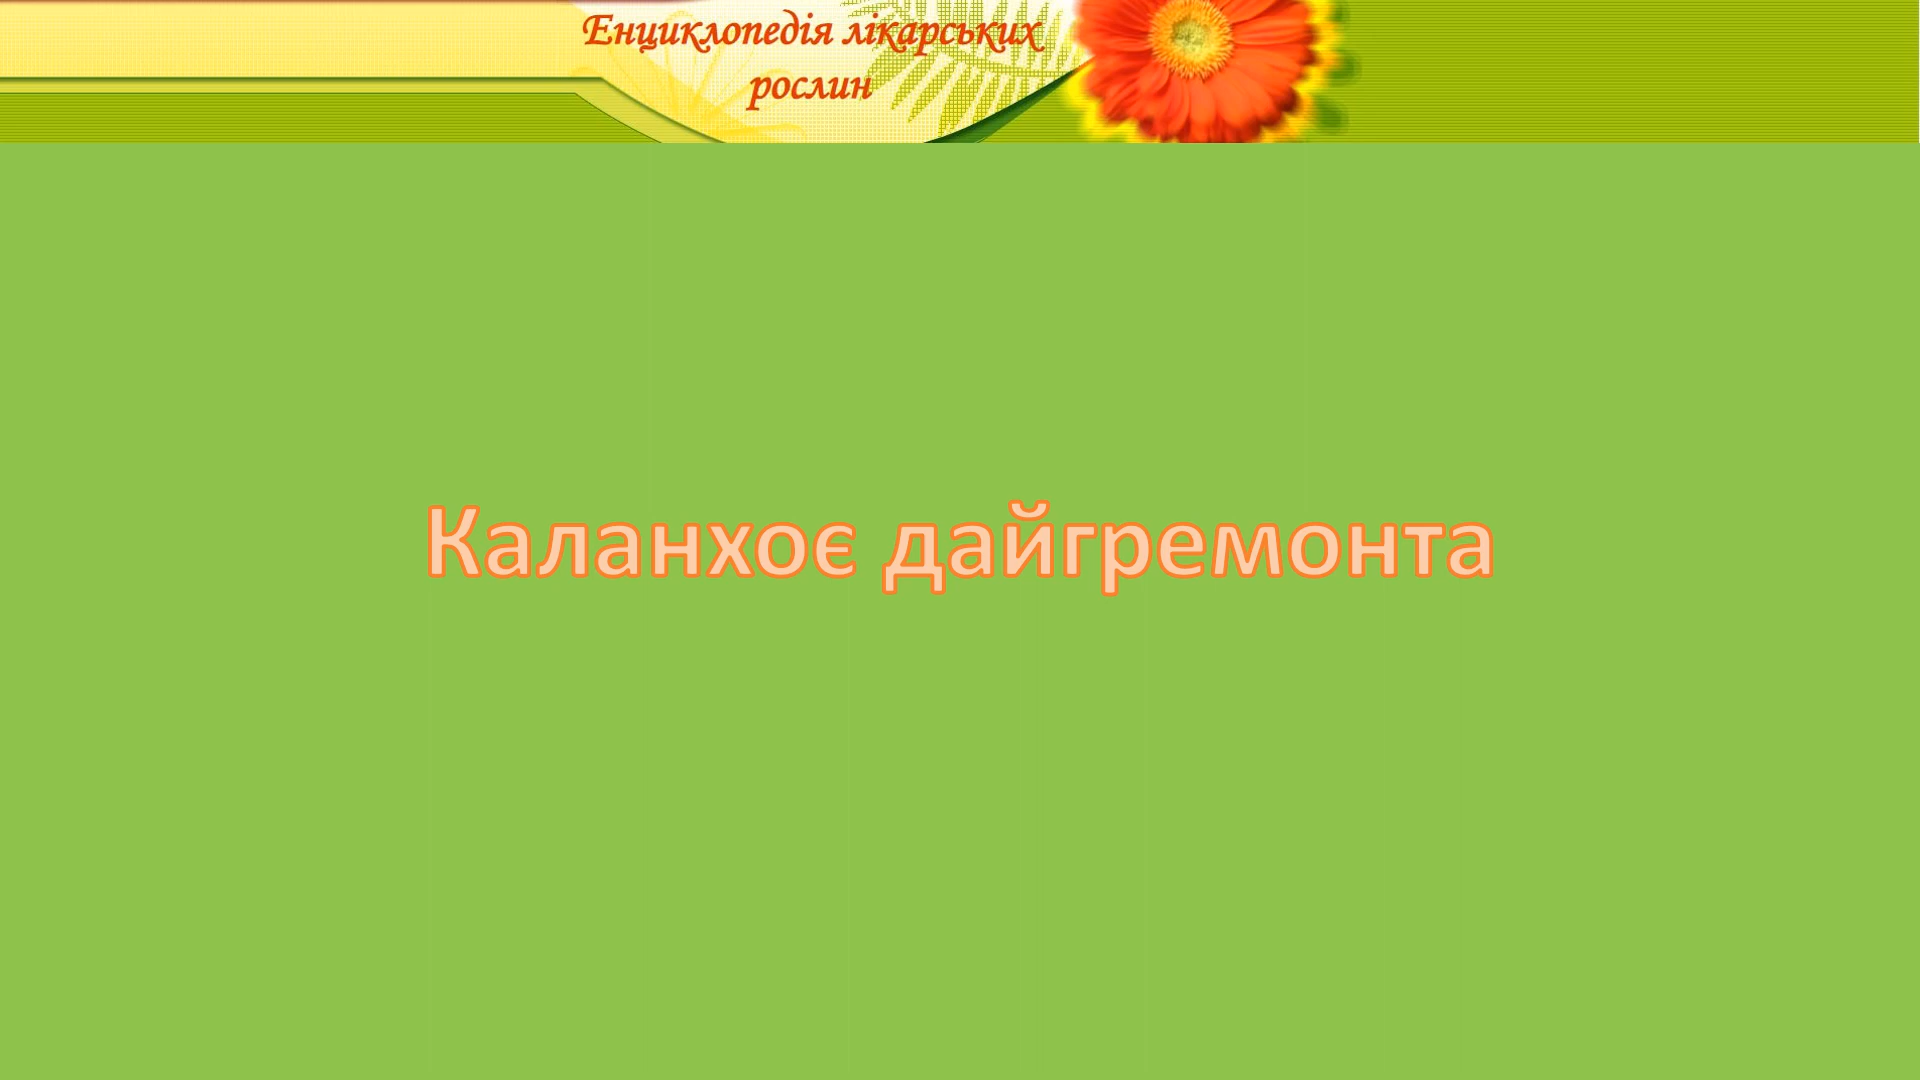 Енциклопедія лікарських
рослин
Каланхоє дайгремонта